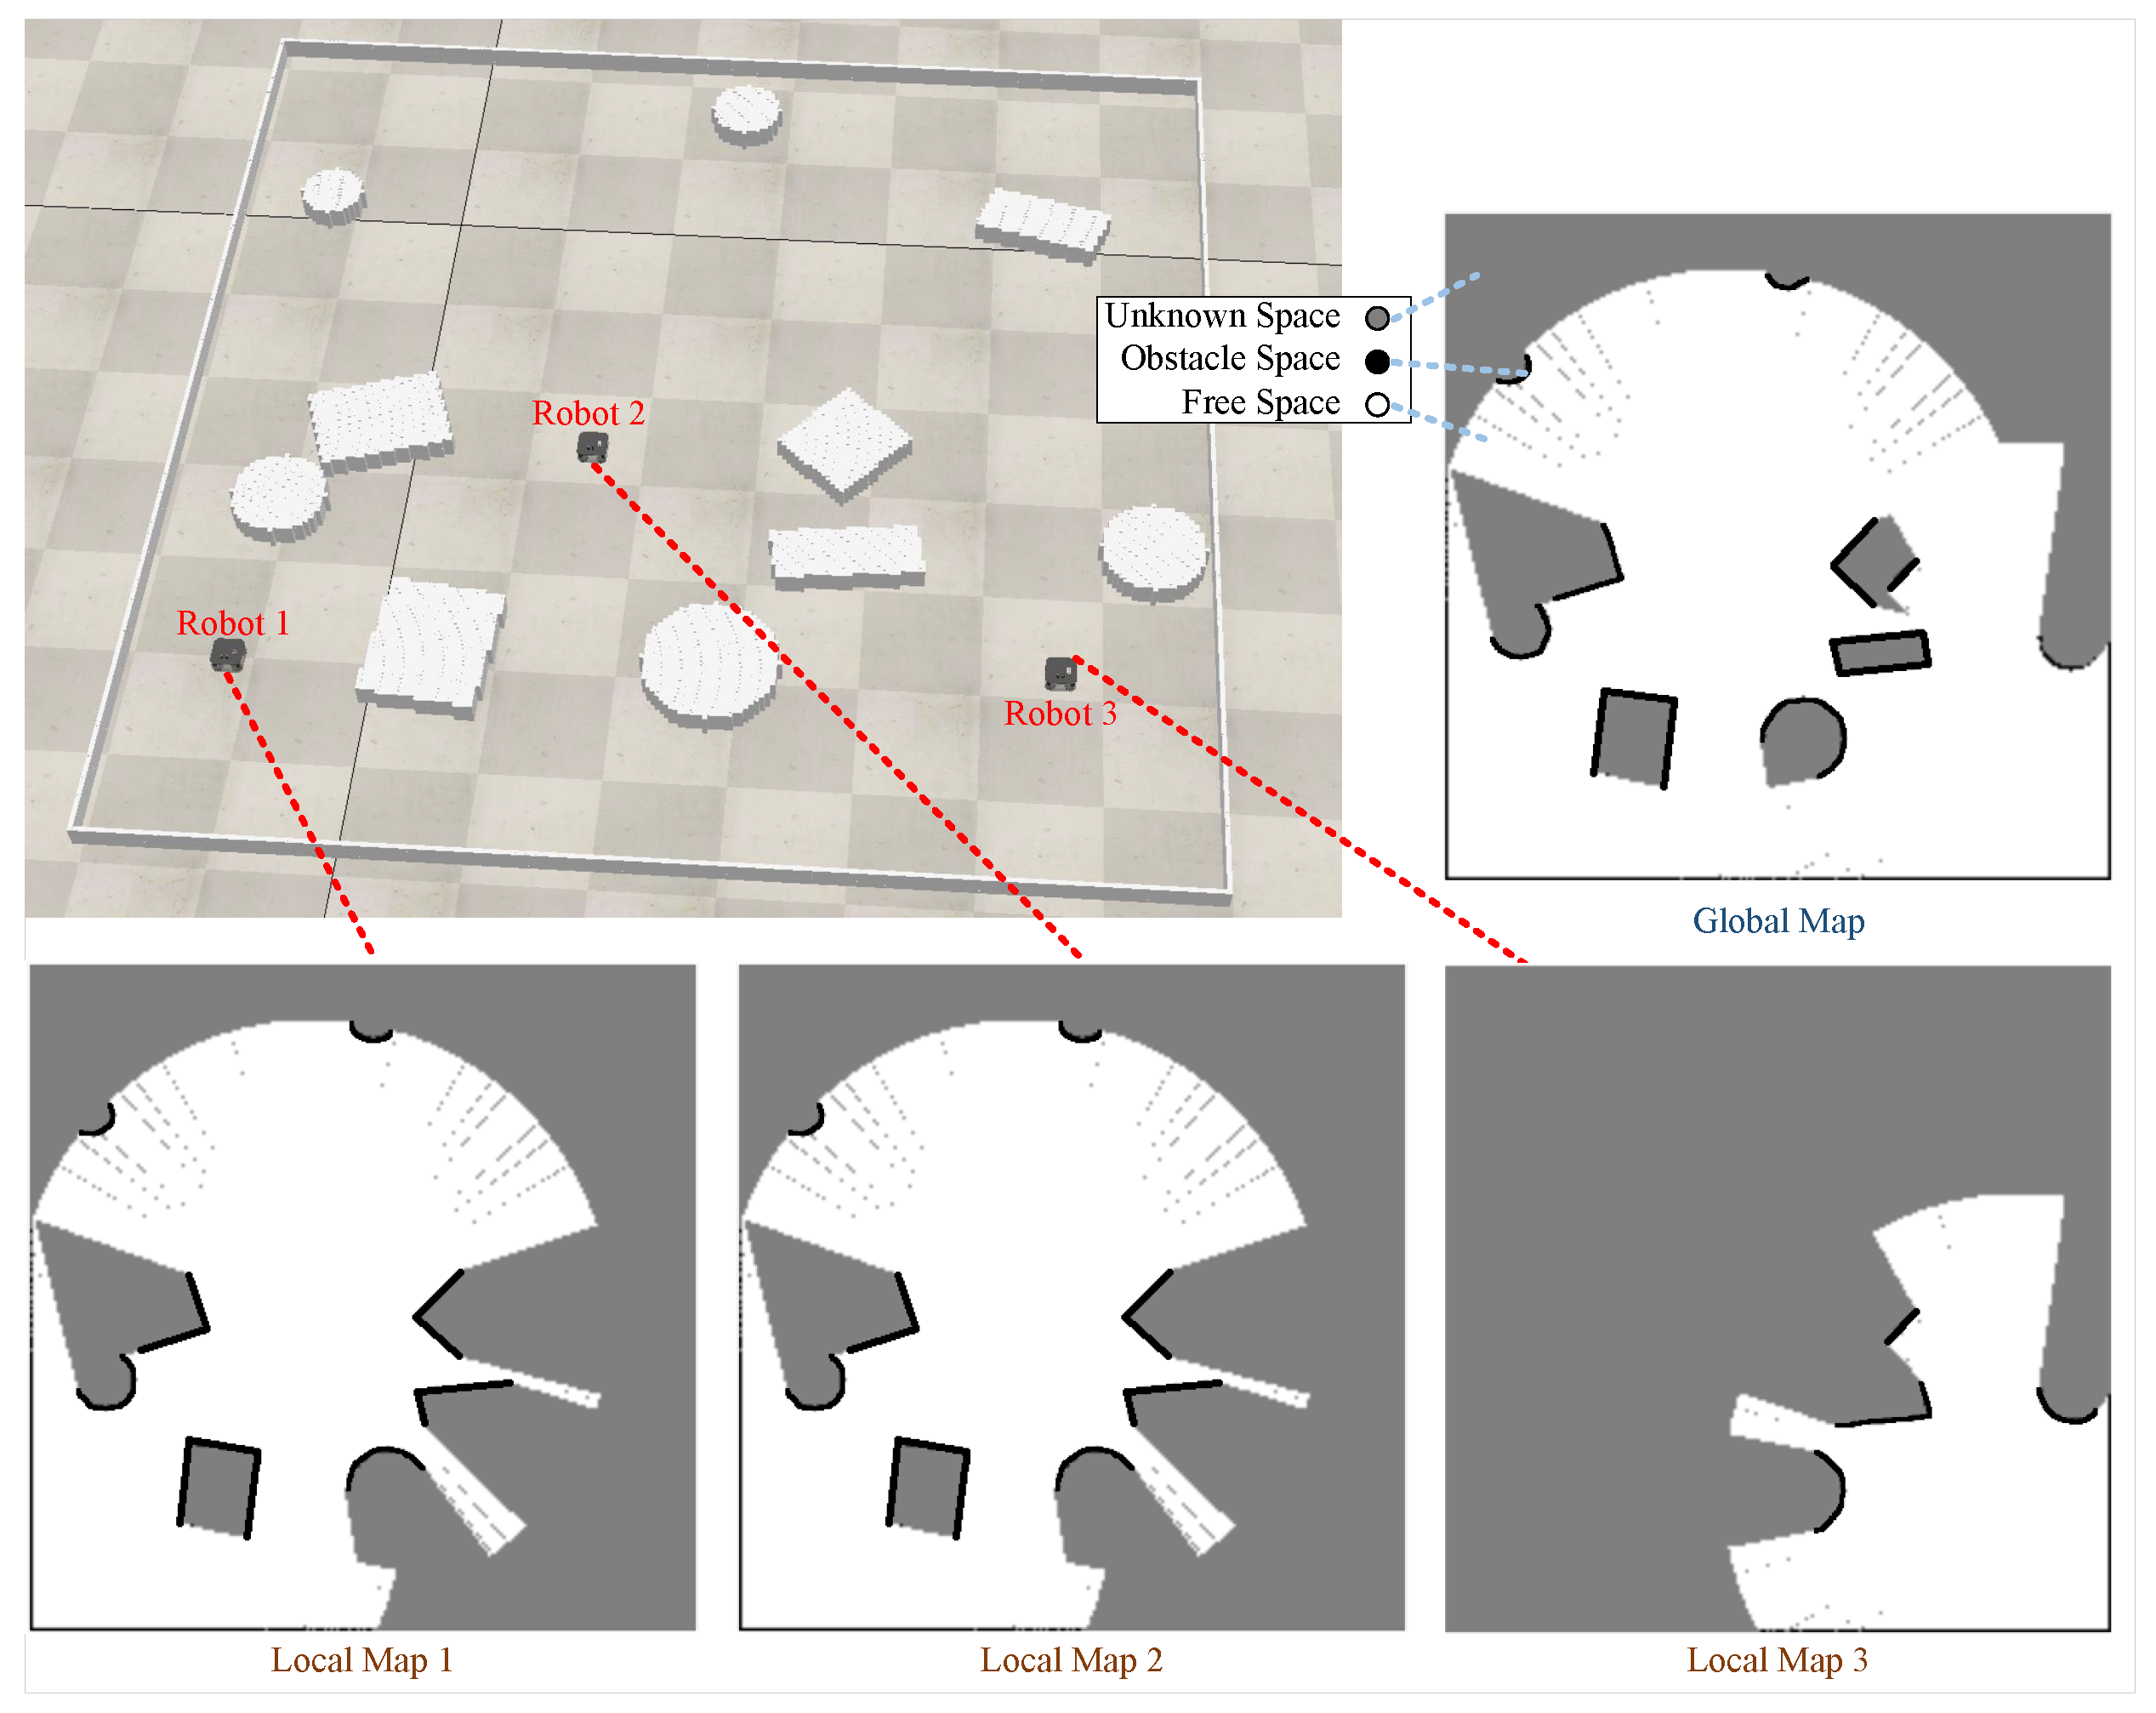 Robot 2
Robot 1
Robot 3
Unknown Space
Obstacle Space
Free Space
Global Map
Local Map 1
Local Map 2
Local Map 3